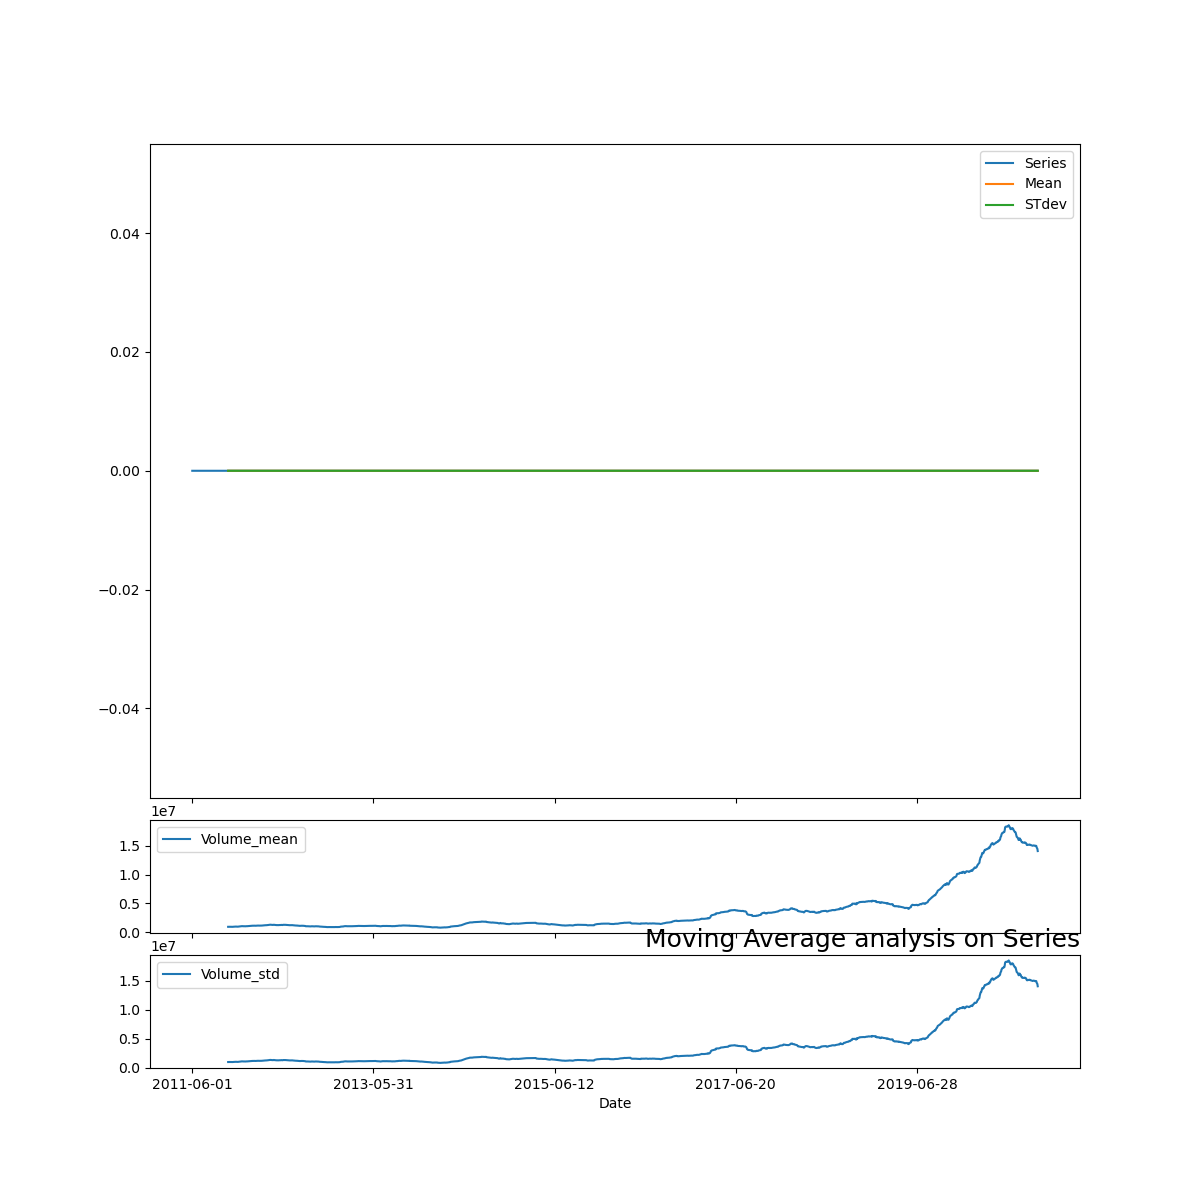 Series
Mean
STdev
0.04
0.02
0.00
−0.02
−0.04
1e7
Volume_mean
1.5
1.0
0.5
0.0
Moving Average analysis on Series
1e7
Volume_std
1.5
1.0
0.5
0.0
2011-06-01 2013-05-31 2015-06-12 2017-06-20 2019-06-28
Date